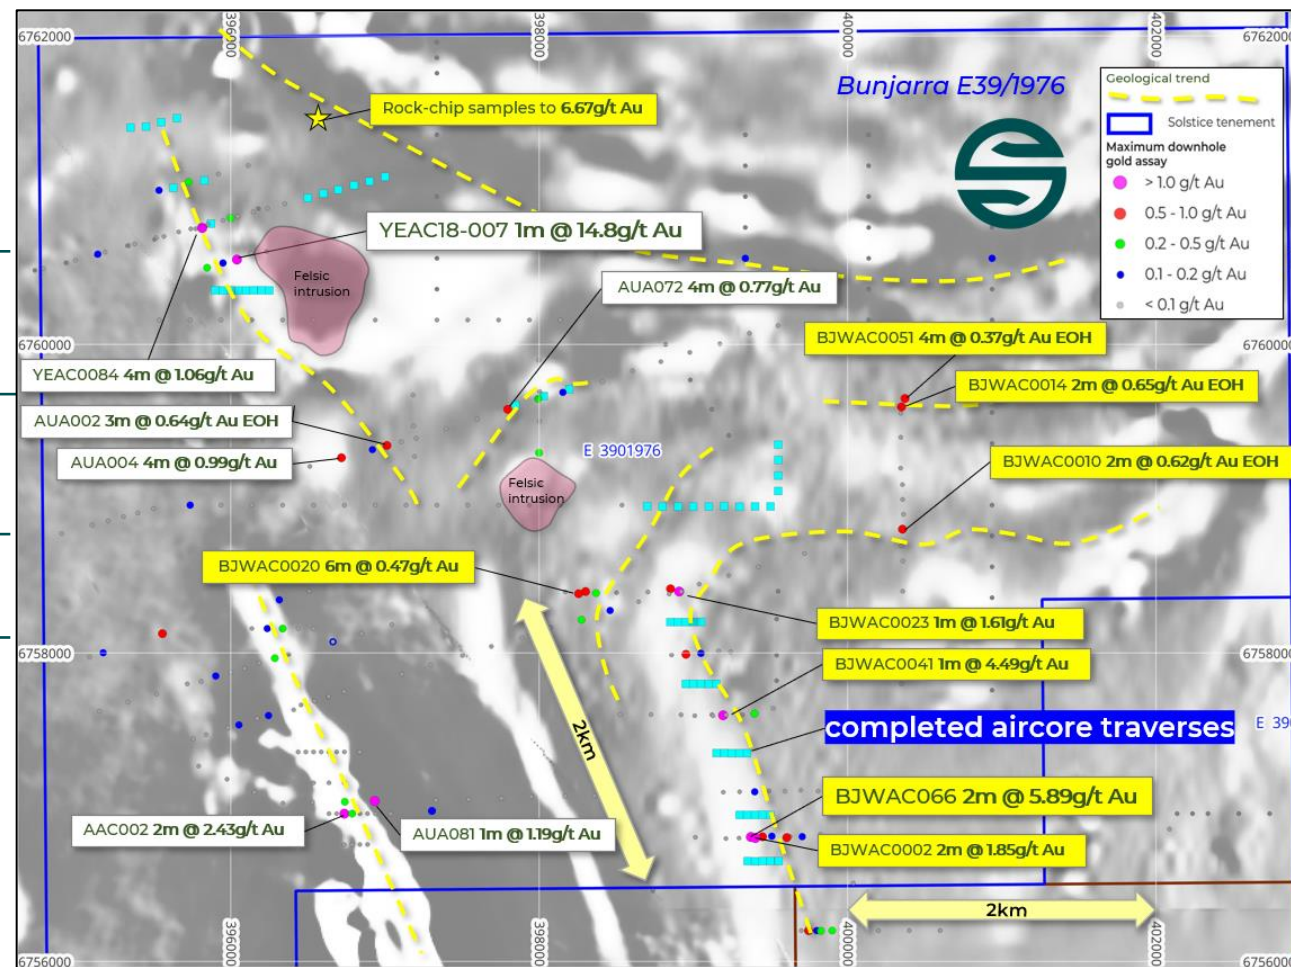 6762000
396000
398000
400000
402000
6762000
Bunjarra E39/1976
Geological trend
Solstice tenement
Maximum downhole
gold assay
> 1.0 g/t Au
0.5 - 1.0 g/t Au
0.2 - 0.5 g/t Au
0.1 - 0.2 g/t Au
< 0.1 g/t Au
Rock-chip samples to 6.67g/t Au
YEAC18-007 1m @ 14.8g/t Au
Felsic
intrusion
AUA072 4m @ 0.77g/t Au
6760000
6760000
BJWAC0051 4m @ 0.37g/t Au EOH
YEAC0084 4m @ 1.06g/t Au
BJWAC0014 2m @ 0.65g/t Au EOH
AUA002 3m @ 0.64g/t Au EOH
E 3901976
AUA004 4m @ 0.99g/t Au
BJWAC0010 2m @ 0.62g/t Au EOH
Felsic
intrusion
BJWAC0020 6m @ 0.47g/t Au
BJWAC0023 1m @ 1.61g/t Au
6758000
6758000
BJWAC0041 1m @ 4.49g/t Au
completed aircore traverses
E 390
2km
BJWAC066 2m @ 5.89g/t Au
AAC002 2m @ 2.43g/t Au
AUA081 1m @ 1.19g/t Au
BJWAC0002 2m @ 1.85g/t Au
2km
396000
398000
400000
402000
6756000
6756000